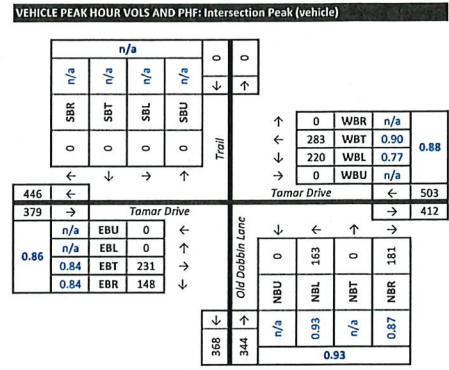 VEHICLE PEAK HOUR VOLS AND PHF: Intersection Peak (vehicle)
n/a
0 0
n/a n/a n/a n/a
↓ ↑
SBR SBT SBL SBU
Trail
0 0 0 0
← ↓ → ↑
↑ 0 WBR n/a
← 283 WBT 0.90
0.88
↓ 220 WBL 0.77
→ 0 WBU n/a
446 ←
Tamar Drive ← 503
379 → Tamar Drive
→ 412
n/a EBU 0 ←
n/a EBL 0 ↑
0.86
0.84 EBT 231 →
0.84 EBR 148 ↓
Old Dobbin Lane
↓ ← ↑ →
0 163 0 181
NBU NBL NBT NBR
↓ ↑
n/a 0.93 n/a 0.87
368 344
0.93